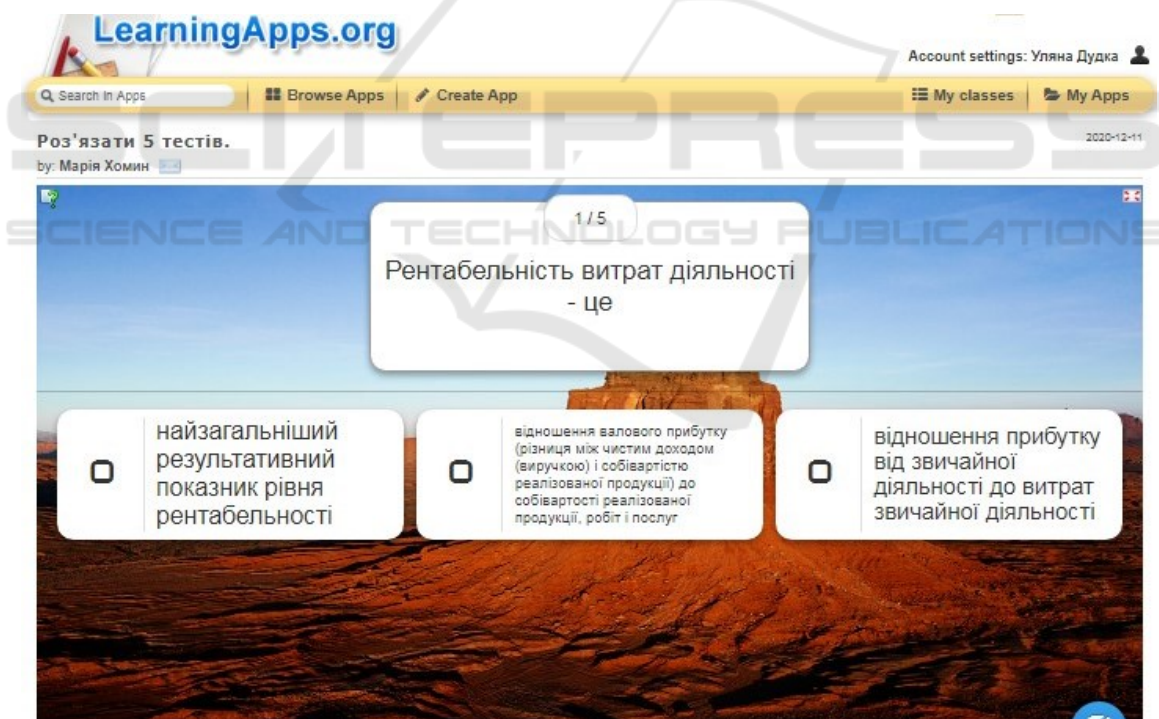 LearningApps.org
Account settings: Уляна Дудка
Search in Apps
Browse Apps
Create App
My classes
My Apps
Роз'язати 5 тестів.
2020-12-11
by: Марія Хомин
SCITEPRESS
SCIENCE AND TECHNOLOGY PUBLICATIONS
1 / 5
Рентабельність витрат діяльності
- це
найзагальніший
результативний
показник рівня
рентабельності
відношення валового прибутку
(різниця між чистим доходом
(виручкою) і собівартістю
реалізованої продукції) до
собівартості реалізованої
продукції, робіт і послуг
відношення прибутку
від звичайної
діяльності до витрат
звичайної діяльності